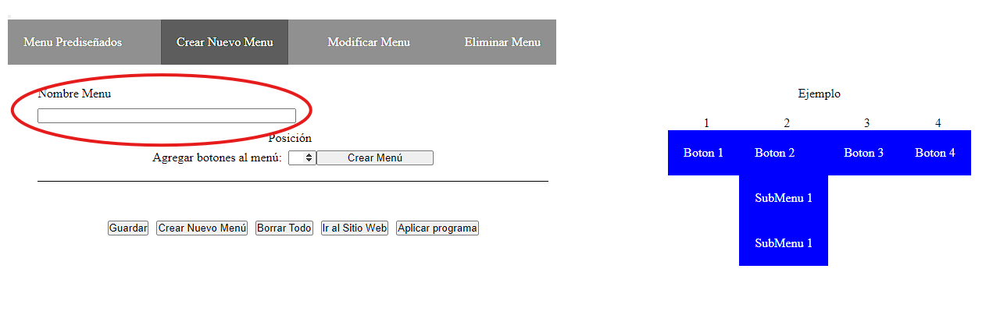 Menu Prediseñados Crear Nuevo Menu Modificar Menu Eliminar Menu
Nombre Menu
Posición
Agregar botones al menú: Crear Menú
Guardar Crear Nuevo Menú Borrar Todo Ir al Sitio Web Aplicar programa
Ejemplo
1 2 3 4
Boton 1 Boton 2 Boton 3 Boton 4
SubMenu 1
SubMenu 1